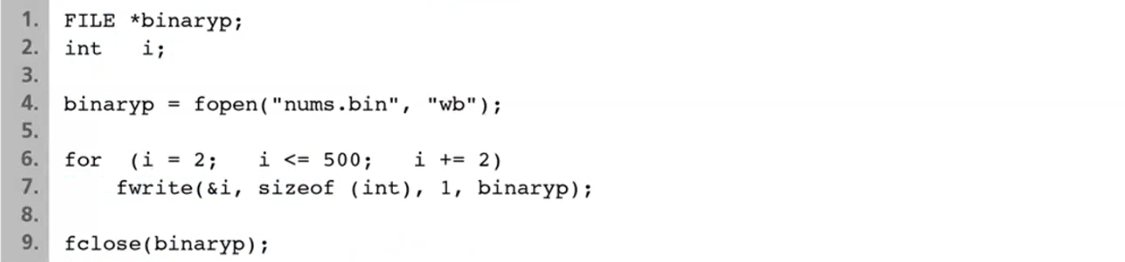 1. FILE *binaryp;
2. int i;
3.
4. binaryp = fopen("nums.bin", "wb");
5.
6. for (i = 2; i <= 500; i += 2)
7. fwrite(&i, sizeof (int), 1, binaryp);
8.
9. fclose(binaryp);